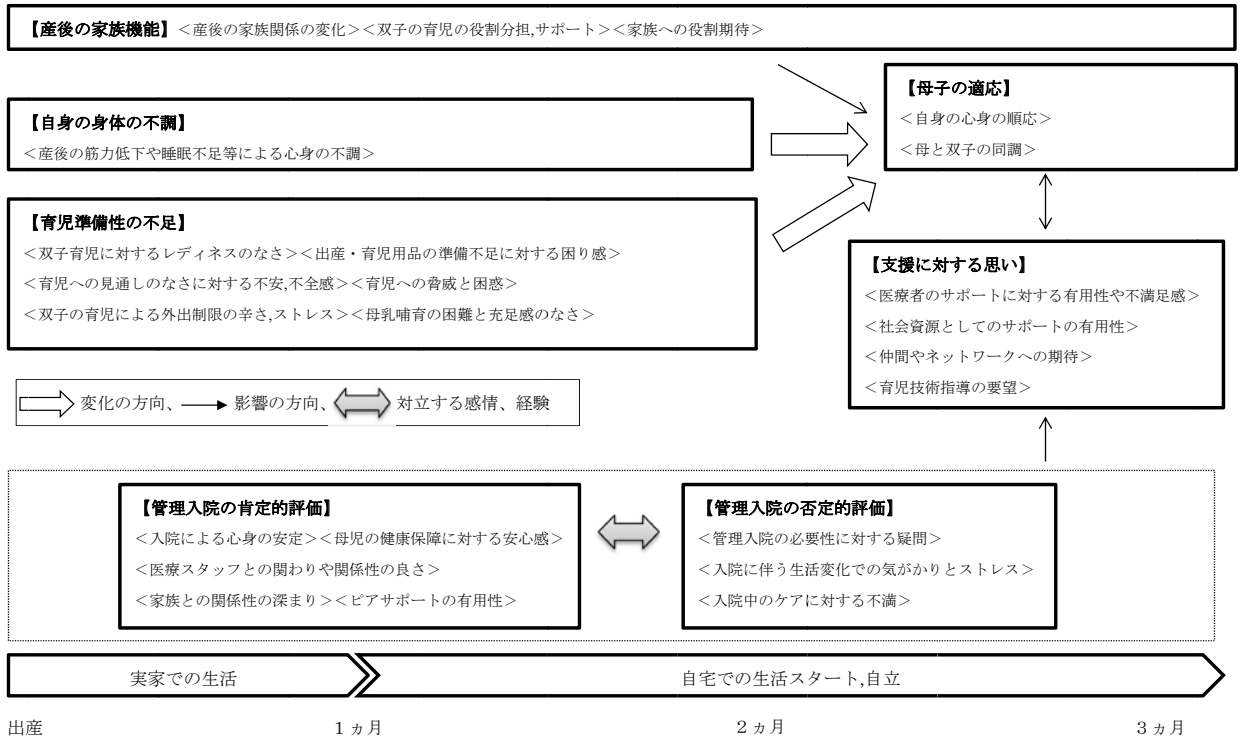 【産後の家族機能】＜産後の家族関係の変化＞＜双子の育児の役割分担,サポート＞＜家族への役割期待＞
【母子の適応】
＜自身の心身の順応＞
＜母と双子の同調＞
【自身の身体の不調】
＜産後の筋力低下や睡眠不足等による心身の不調＞
【育児準備性の不足】
＜双子育児に対するレディネスのなさ＞＜出産・育児用品の準備不足に対する困り感＞
＜育児への見通しのなさに対する不安,不全感＞＜育児への脅威と困惑＞
＜双子の育児による外出制限の辛さ,ストレス＞＜母乳哺育の困難と充足感のなさ＞
【支援に対する思い】
＜医療者のサポートに対する有用性や不満足感＞
＜社会資源としてのサポートの有用性＞
＜仲間やネットワークへの期待＞
＜育児技術指導の要望＞
変化の方向、 影響の方向、 対立する感情、経験
【管理入院の肯定的評価】
＜入院による心身の安定＞＜母児の健康保障に対する安心感＞
＜医療スタッフとの関わりや関係性の良さ＞
＜家族との関係性の深まり＞＜ピアサポートの有用性＞
【管理入院の否定的評価】
＜管理入院の必要性に対する疑問＞
＜入院に伴う生活変化での気がかりとストレス＞
＜入院中のケアに対する不満＞
実家での生活 自宅での生活スタート,自立
出産 1ヵ月 2ヵ月 3ヵ月